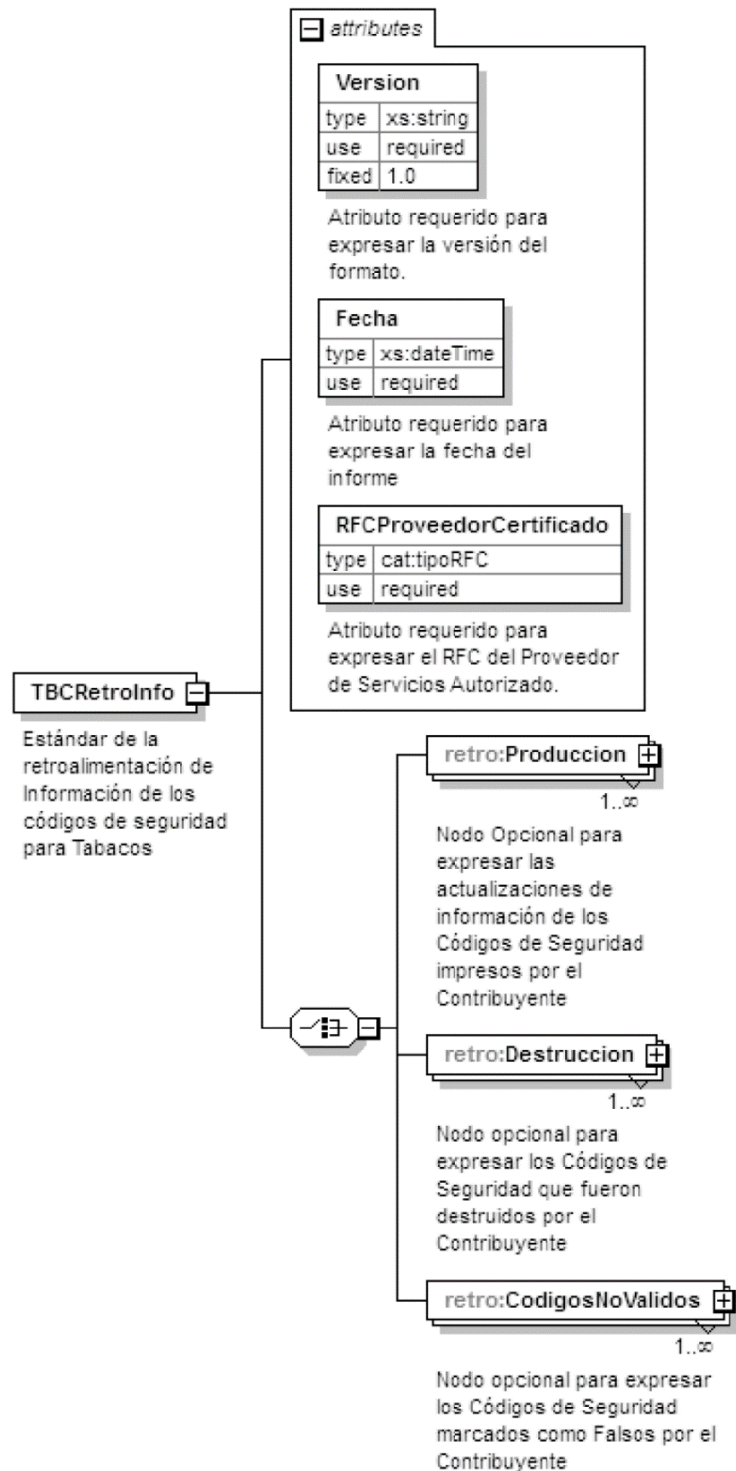 attributes
Version
type xs:string
use required
fixed 1.0
Atributo requerido para
expresar la versión del
formato.
Fecha
type xs:dateTime
use required
Atributo requerido para
expresar la fecha del
informe
RFCProveedorCertificado
type cat:tipoRFC
use required
Atributo requerido para
expresar el RFC del Proveedor
de Servicios Autorizado.
TBCRetroInfo
Estándar de la
retroalimentación de
Información de los
códigos de seguridad
para Tabacos
retro:Produccion
1..∞
Nodo Opcional para
expresar las
actualizaciones de
información de los
Códigos de Seguridad
impresos por el
Contribuyente
retro:Destruccion
1..∞
Nodo opcional para
expresar los Códigos de
Seguridad que fueron
destruidos por el
Contribuyente
retro:CodigosNoValidos
1..∞
Nodo opcional para expresar
los Códigos de Seguridad
marcados como Falsos por el
Contribuyente